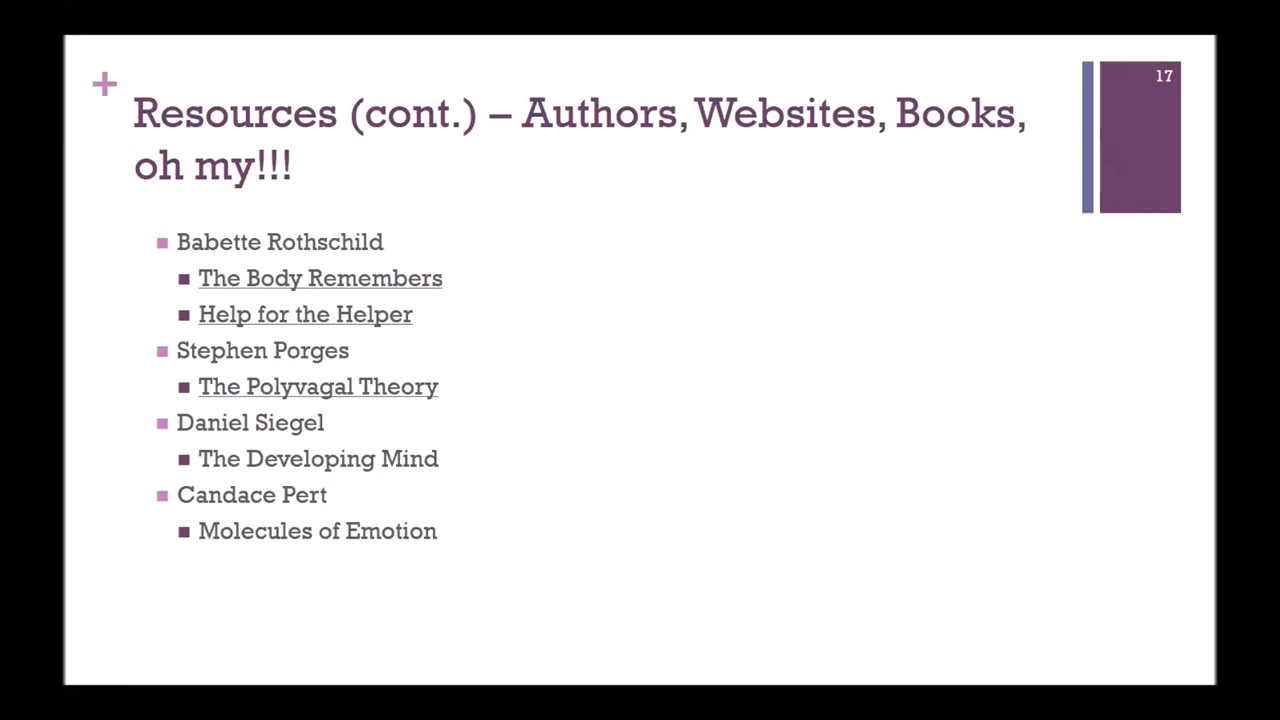 +
17
Resources (cont.) – Authors, Websites, Books,
oh my!!!
Babette Rothschild
The Body Remembers
Help for the Helper
Stephen Porges
The Polyvagal Theory
Daniel Siegel
The Developing Mind
Candace Pert
Molecules of Emotion